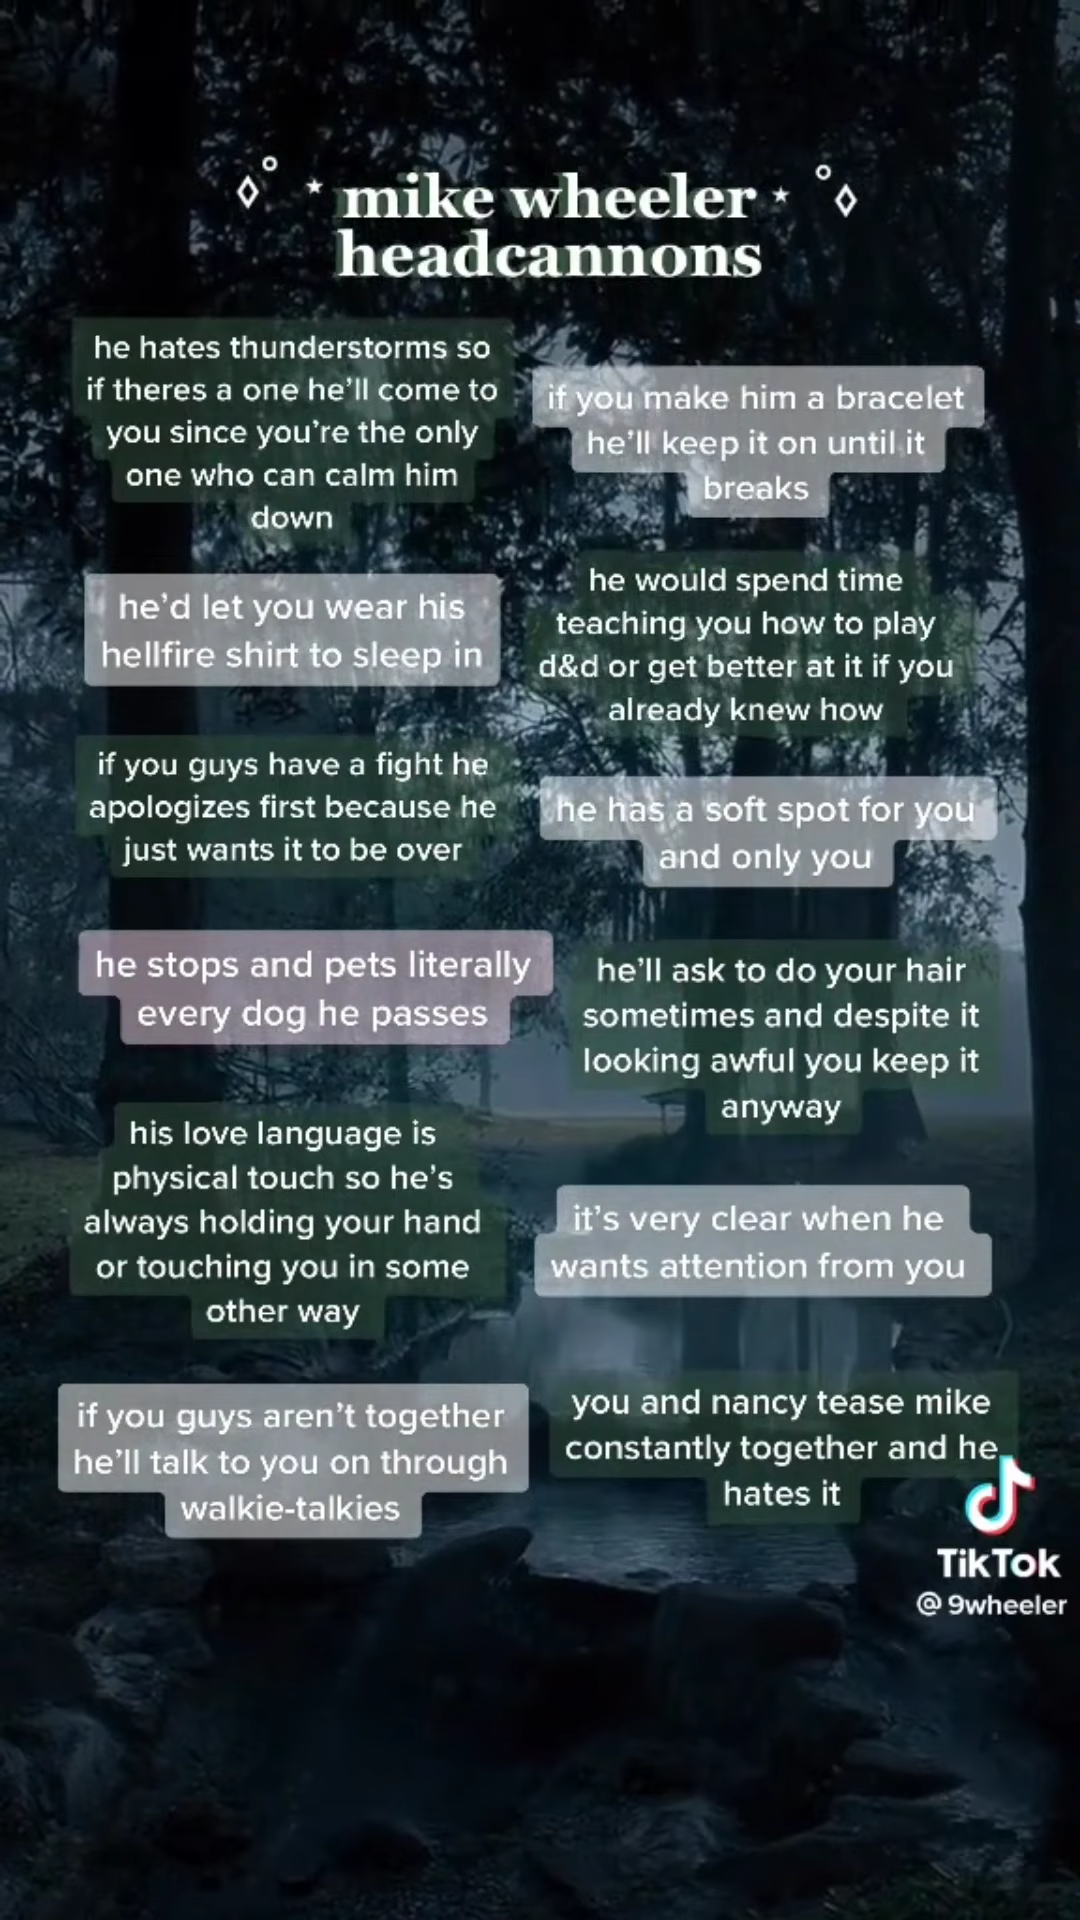 mike wheeler
headcannons
he hates thunderstorms so
if theres a one he'll come to
you since you're the only
one who can calm him
down
if you make him a bracelet
he'll keep it on until it
breaks
he'd let you wear his
hellfire shirt to sleep in
he would spend time
teaching you how to play
d&d or get better at it if you
already knew how
if you guys have a fight he
apologizes first because he
just wants it to be over
he has a soft spot for you
and only you
he stops and pets literally
every dog he passes
he'll ask to do your hair
sometimes and despite it
looking awful you keep it
anyway
his love language is
physical touch so he's
always holding your hand
or touching you in some
other way
it's very clear when he
wants attention from you
if you guys aren't together
he'll talk to you on through
walkie-talkies
you and nancy tease mike
constantly together and he
hates it
TikTok
@ 9wheeler